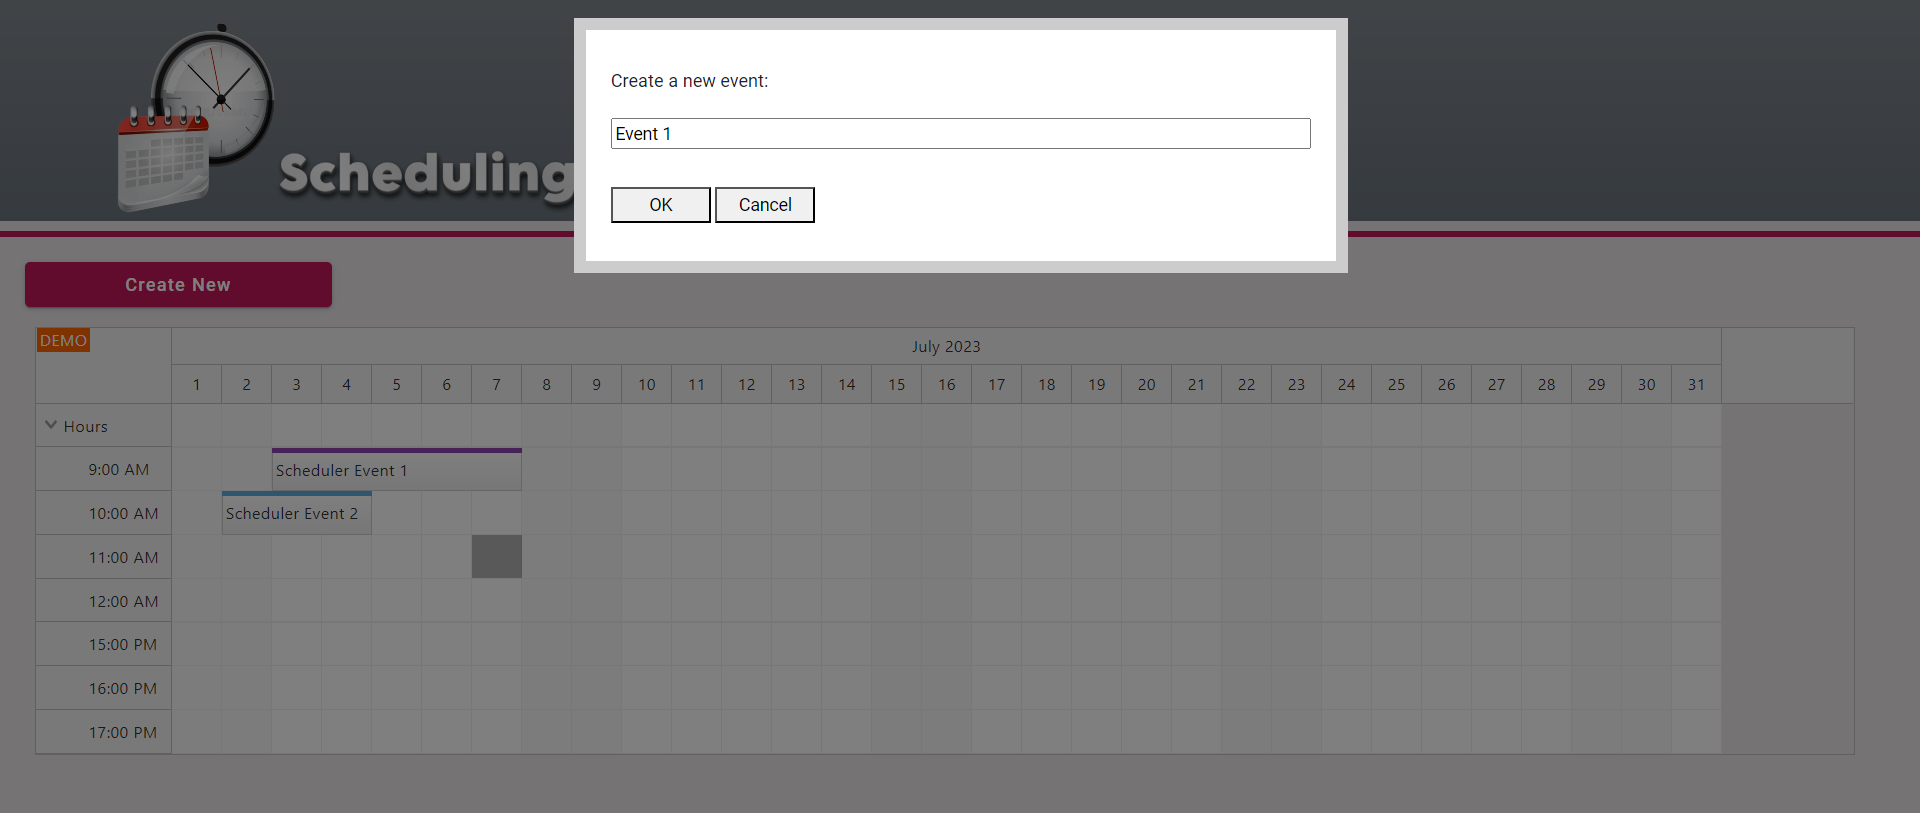 Scheduling
Create a new event:
Event 1
OK
Cancel
Create New
DEMO
July 2023
1 2 3 4 5 6 7 8 9 10 11 12 13 14 15 16 17 18 19 20 21 22 23 24 25 26 27 28 29 30 31
Hours
9:00 AM
Scheduler Event 1
10:00 AM
Scheduler Event 2
11:00 AM
12:00 AM
15:00 PM
16:00 PM
17:00 PM